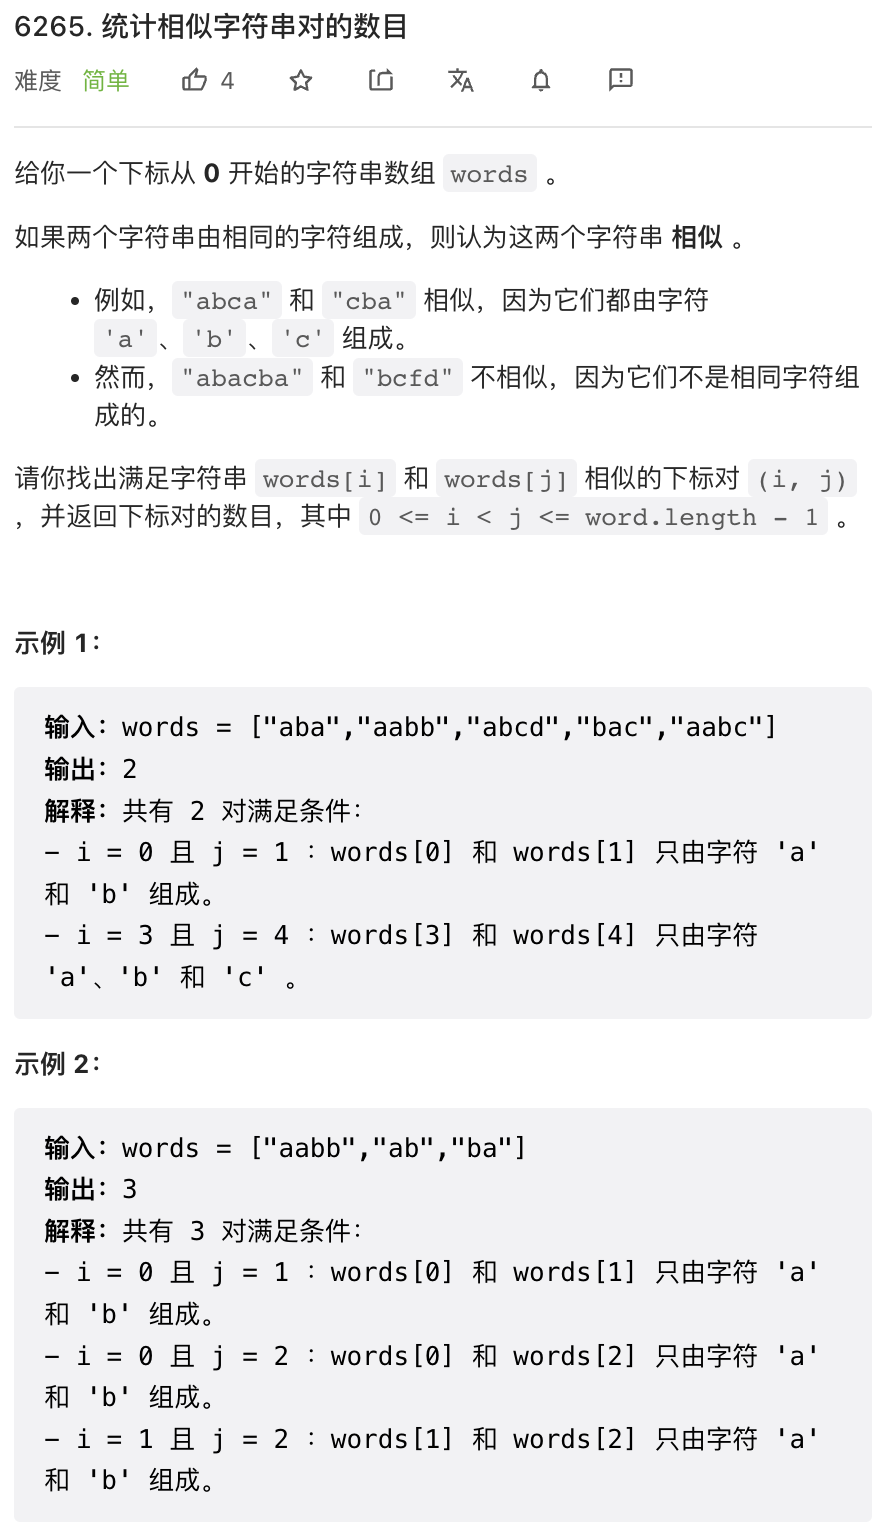 6265. 统计相似字符串对的数目
难度 简单 4
给你一个下标从 0 开始的字符串数组 words 。
如果两个字符串由相同的字符组成，则认为这两个字符串 相似 。
• 例如，"abca" 和 "cba" 相似，因为它们都由字符
'a'、'b'、'c' 组成。
• 然而，"abacba" 和 "bcfd" 不相似，因为它们不是相同字符组
成的。
请你找出满足字符串 words[i] 和 words[j] 相似的下标对 (i, j)
，并返回下标对的数目，其中 0 <= i < j <= word.length - 1 。
示例 1：
输入：words = ["aba","aabb","abcd","bac","aabc"]
输出：2
解释：共有 2 对满足条件：
- i = 0 且 j = 1 ：words[0] 和 words[1] 只由字符 'a'
和 'b' 组成。
- i = 3 且 j = 4 ：words[3] 和 words[4] 只由字符
'a'、'b' 和 'c' 。
示例 2：
输入：words = ["aabb","ab","ba"]
输出：3
解释：共有 3 对满足条件：
- i = 0 且 j = 1 ：words[0] 和 words[1] 只由字符 'a'
和 'b' 组成。
- i = 0 且 j = 2 ：words[0] 和 words[2] 只由字符 'a'
和 'b' 组成。
- i = 1 且 j = 2 ：words[1] 和 words[2] 只由字符 'a'
和 'b' 组成。